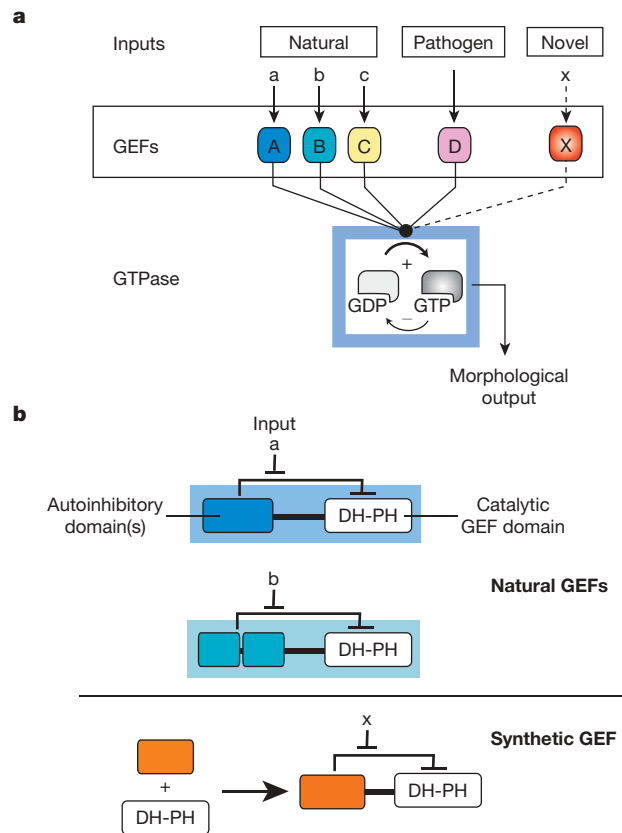 a
Inputs
Natural
Pathogen
Novel
a
b
c
x
GEFs
A
B
C
D
X
GTPase
+
GDP
GTP
–
Morphological
output
b
Input
a
Autoinhibitory
domain(s)
DH-PH
Catalytic
GEF domain
Natural GEFs
b
DH-PH
Synthetic GEF
x
+
DH-PH
DH-PH